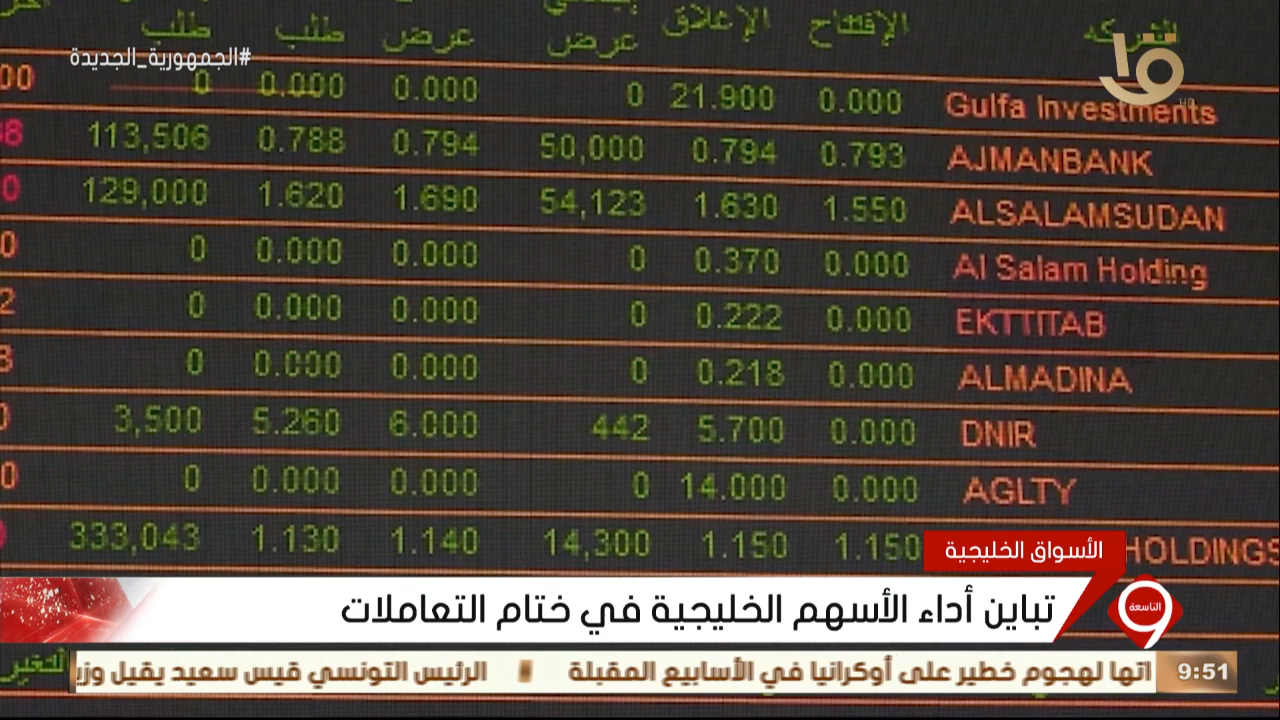 الشركه الإفتتاح الإغلاق عرض عرض طلب طلب
#الجمهورية_الجديدة
HD
Gulfa Investments 0.000 21.900 0 0.000 0.000 0 00
AJMANBANK 0.793 0.794 50,000 0.794 0.788 113,506
ALSALAMSUDAN 1.550 1.630 54,123 1.690 1.620 129,000 0
Al Salam Holding 0.000 0.370 0 0.000 0.000 0 0
EKTTITAB 0.000 0.222 0 0.000 0.000 0 2
ALMADINA 0.000 0.218 0 0.000 0.000 0
DNIR 0.000 5.700 442 6.000 5.260 3,500 0
AGLTY 0.000 14.000 0 0.000 0.000 0 0
HOLDINGS 1.150 1.150 14,300 1.140 1.130 333,043
الأسواق الخليجية
التاسعة 9
تباين أداء الأسهم الخليجية في ختام التعاملات
9:51 اتها لهجوم خطير على أوكرانيا في الأسابيع المقبلة الرئيس التونسي قيس سعيد يقيل وزي